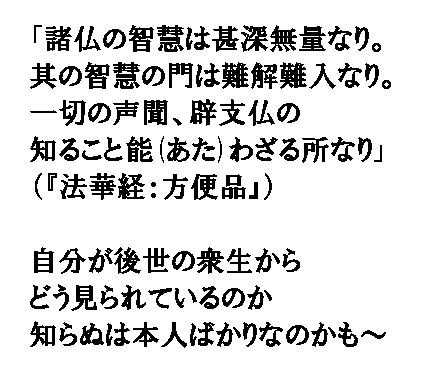 「諸仏の智慧は甚深無量なり。
其の智慧の門は難解難入なり。
一切の声聞、辟支仏の
知ること能(あた)わざる所なり」
(『法華経：方便品』)
自分が後世の衆生から
どう見られているのか
知らぬは本人ばかりなのかも～